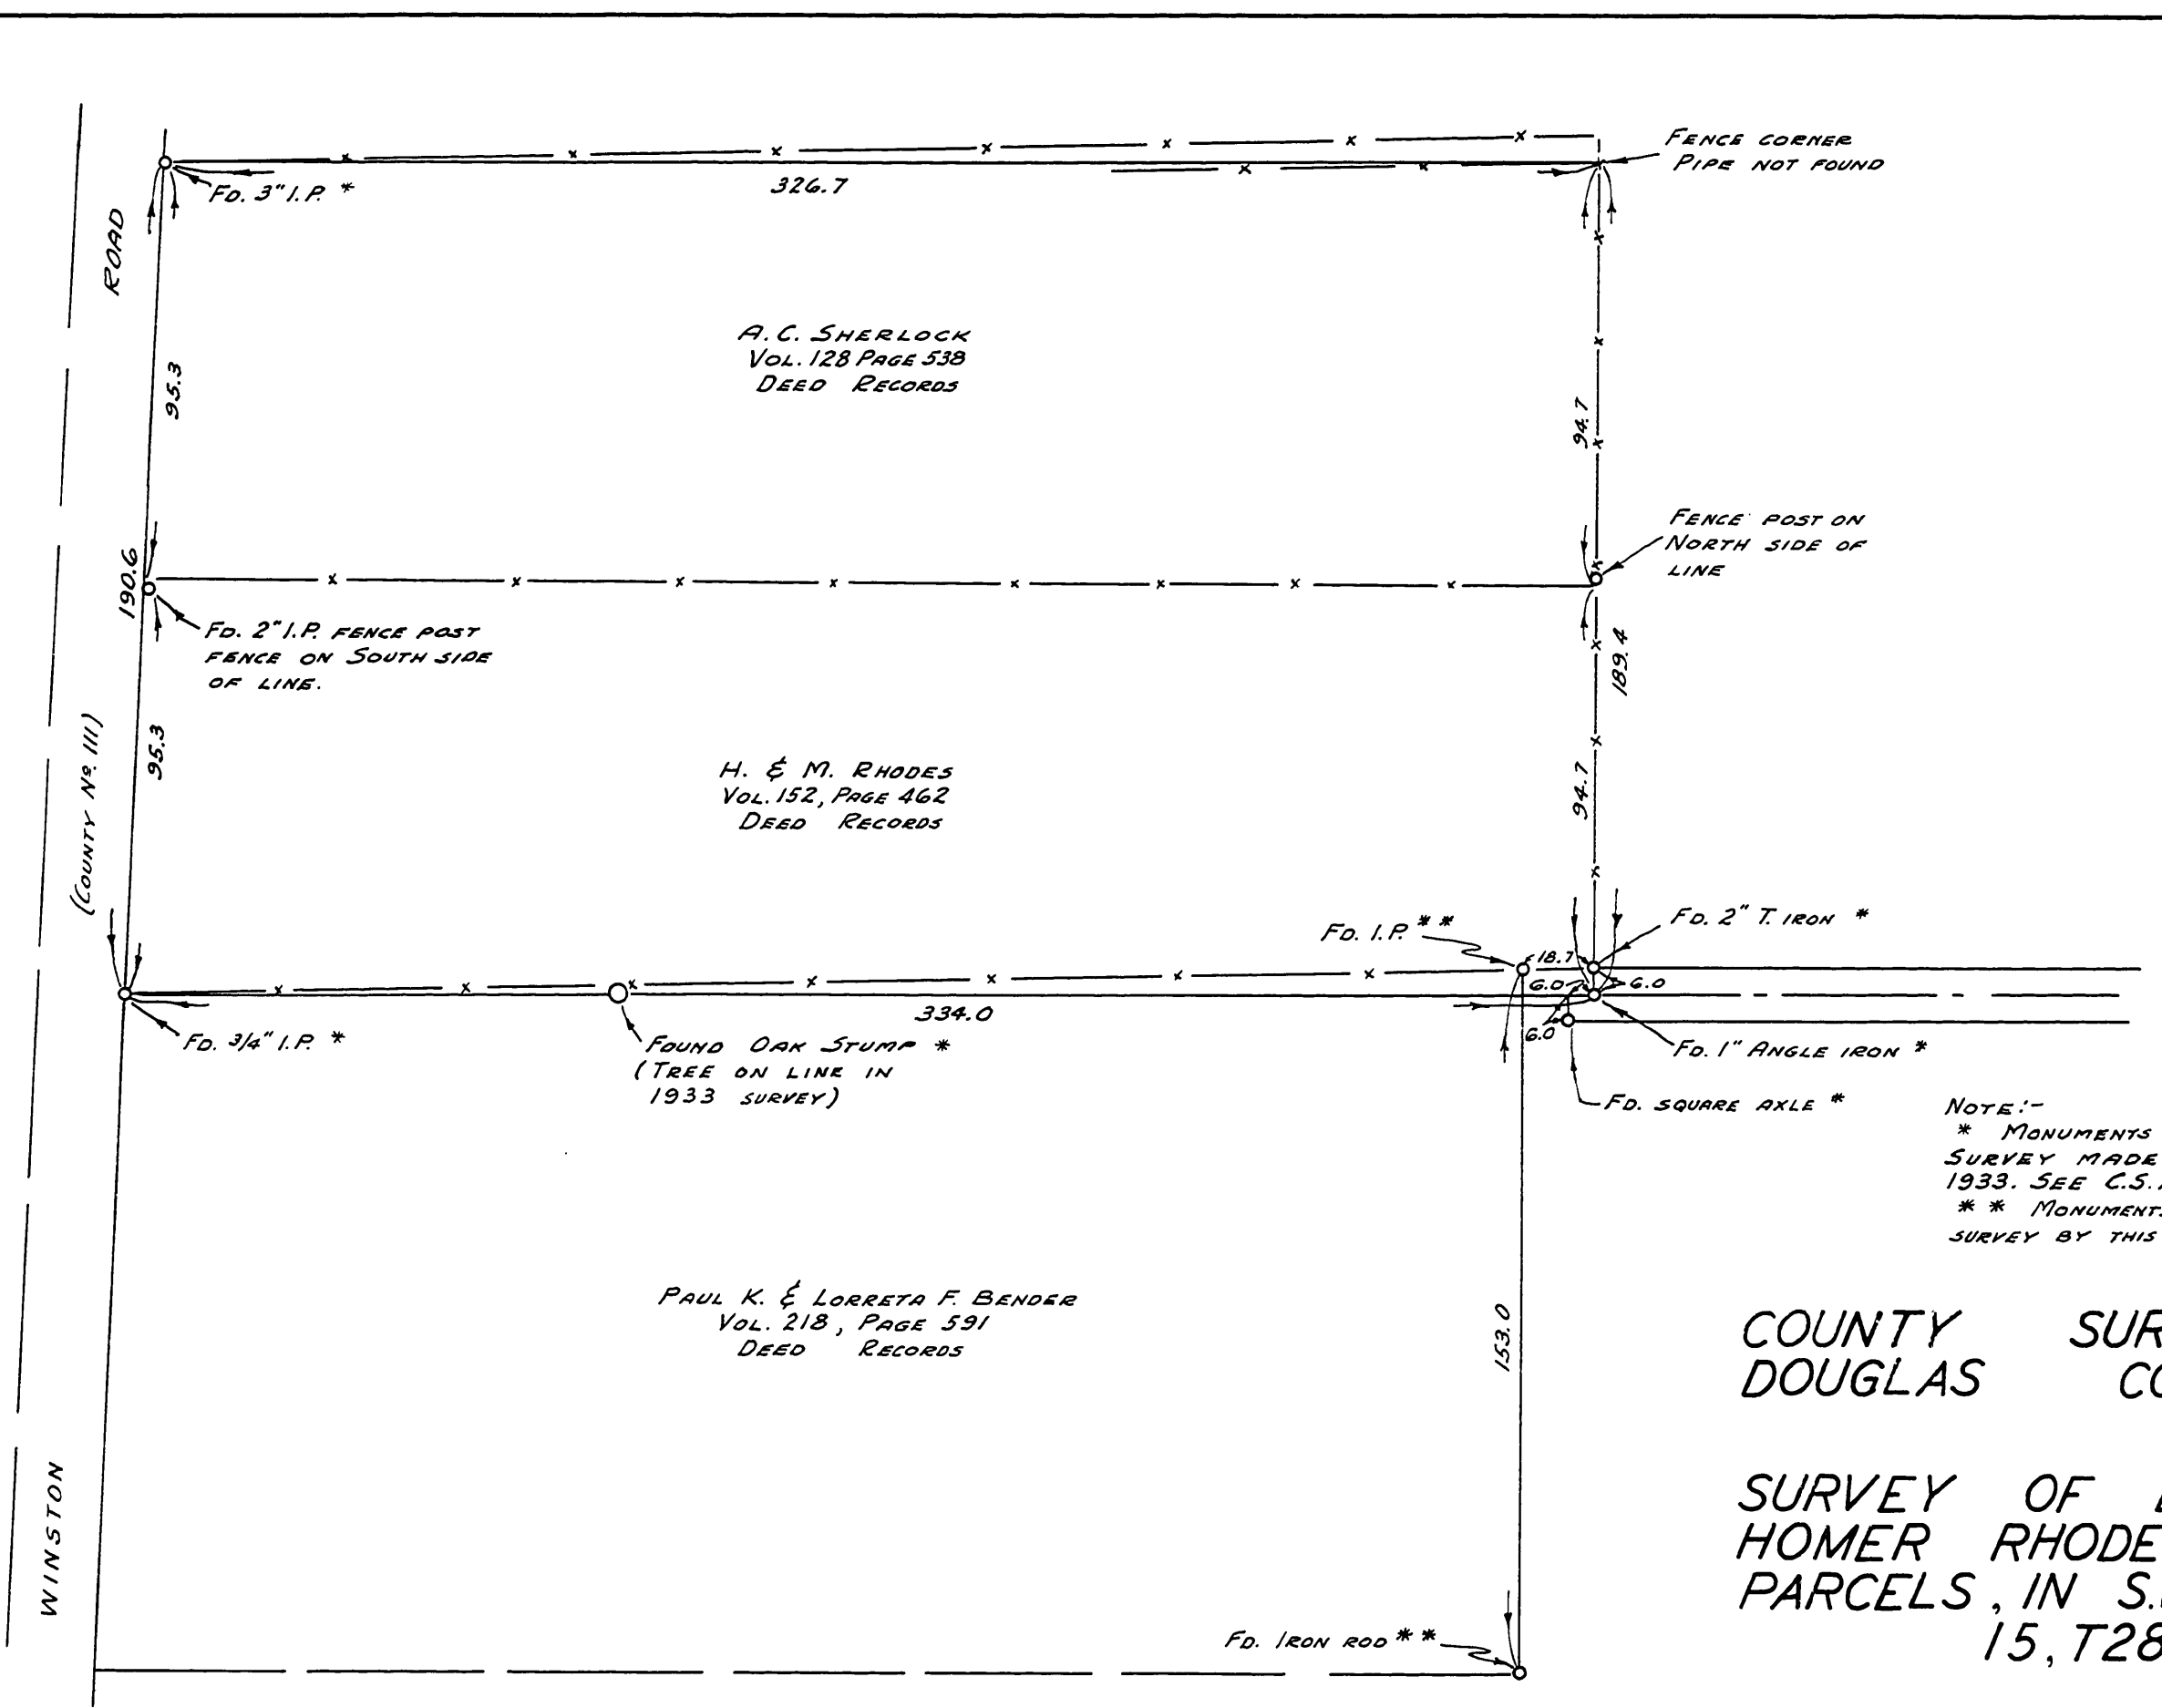 FENCE CORNER
PIPE NOT FOUND
FD. 3" I.P. *
326.7
ROAD
A.C. SHERLOCK
VOL. 128 PAGE 538
DEED RECORDS
95.3
94.7
FENCE POST ON
NORTH SIDE OF
LINE
190.6
FD. 2" I.P. FENCE POST
FENCE ON SOUTH SIDE
OF LINE.
189.4
(COUNTY Nº. 111)
95.3
H. & M. RHODES
VOL. 152, PAGE 462
DEED RECORDS
94.7
FD. I.P. * *
FD. 2" T. IRON *
18.7
6.0
6.0
6.0
334.0
FD. 3/4" I.P. *
FOUND OAK STUMP *
(TREE ON LINE IN
1933 SURVEY)
FD. 1" ANGLE IRON *
FD. SQUARE AXLE *
NOTE:-
* MONUMENTS
SURVEY MADE
1933. SEE C.S.
* * MONUMENTS
SURVEY BY THIS
PAUL K. & LORRETA F. BENDER
VOL. 218, PAGE 591
DEED RECORDS
153.0
COUNTY SUR
DOUGLAS CO
WINSTON
SURVEY OF
HOMER RHODE
PARCELS, IN S.
15, T28
FD. IRON ROD * *